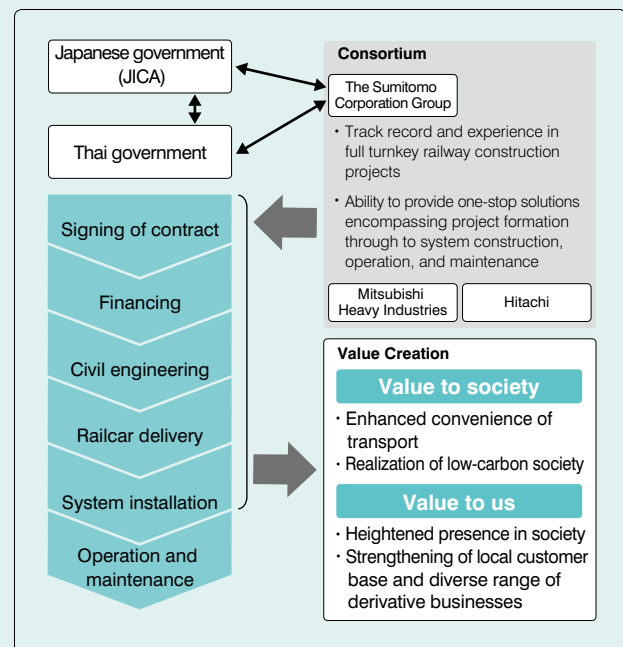 Japanese government
(JICA)
Thai government
Signing of contract
Financing
Civil engineering
Railcar delivery
System installation
Operation and
maintenance
Consortium
The Sumitomo
Corporation Group
・Track record and experience in
full turnkey railway construction
projects
・Ability to provide one-stop solutions
encompassing project formation
through to system construction,
operation, and maintenance
Mitsubishi
Heavy Industries
Hitachi
Value Creation
Value to society
・Enhanced convenience of
transport
・Realization of low-carbon society
Value to us
・Heightened presence in society
・Strengthening of local customer
base and diverse range of
derivative businesses